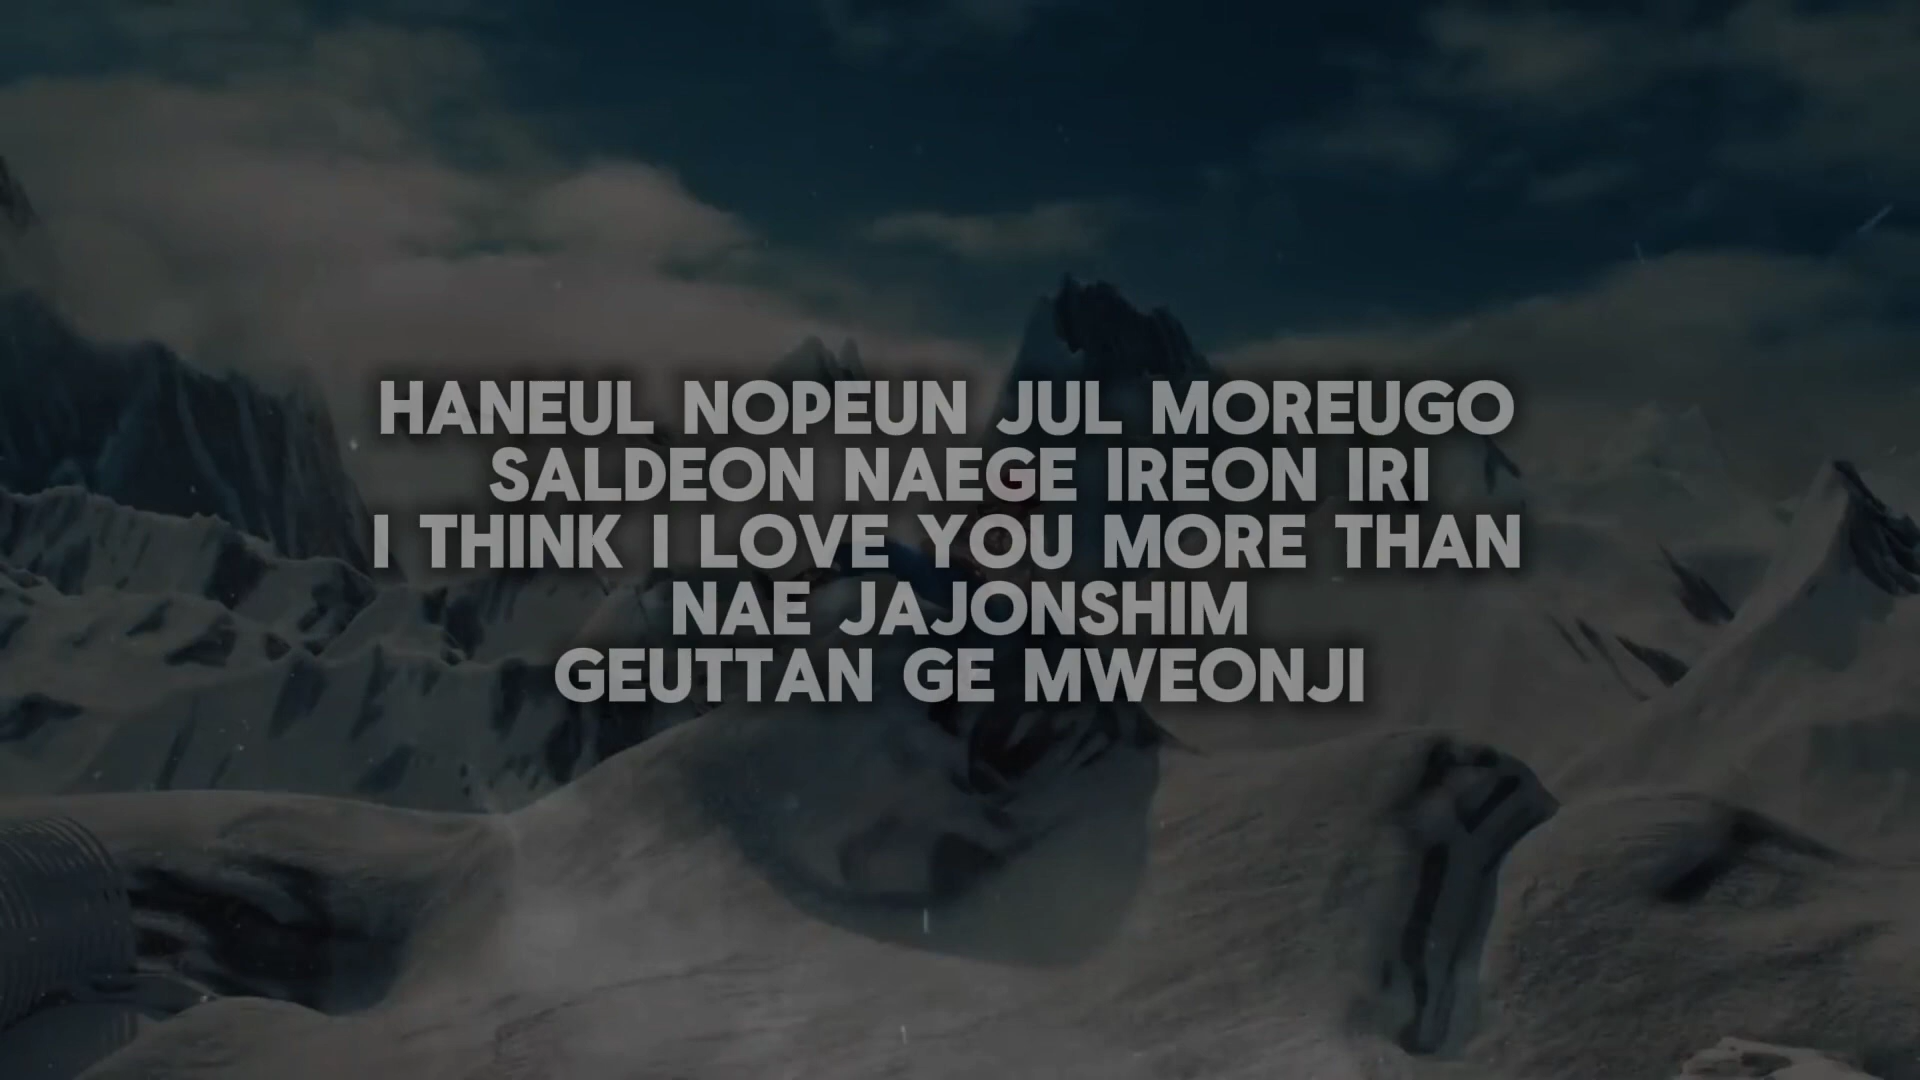 HANEUL NOPEUN JUL MOREUGO
SALDEON NAEGE IREON IRI
I THINK I LOVE YOU MORE THAN
NAE JAJONSHIM
GEUTTAN GE MWEONJI